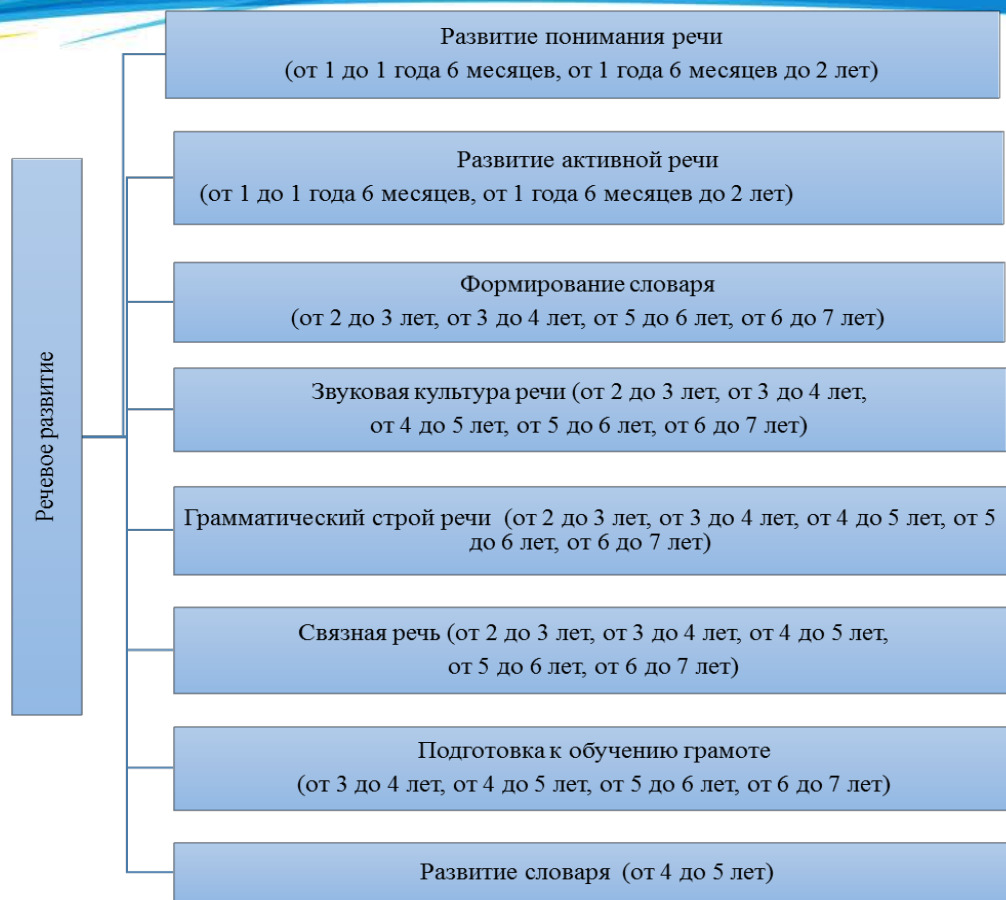 Речевое развитие
Развитие понимания речи
(от 1 до 1 года 6 месяцев, от 1 года 6 месяцев до 2 лет)
Развитие активной речи
(от 1 до 1 года 6 месяцев, от 1 года 6 месяцев до 2 лет)
Формирование словаря
(от 2 до 3 лет, от 3 до 4 лет, от 5 до 6 лет, от 6 до 7 лет)
Звуковая культура речи (от 2 до 3 лет, от 3 до 4 лет,
от 4 до 5 лет, от 5 до 6 лет, от 6 до 7 лет)
Грамматический строй речи (от 2 до 3 лет, от 3 до 4 лет, от 4 до 5 лет, от 5
до 6 лет, от 6 до 7 лет)
Связная речь (от 2 до 3 лет, от 3 до 4 лет, от 4 до 5 лет,
от 5 до 6 лет, от 6 до 7 лет)
Подготовка к обучению грамоте
(от 3 до 4 лет, от 4 до 5 лет, от 5 до 6 лет, от 6 до 7 лет)
Развитие словаря (от 4 до 5 лет)